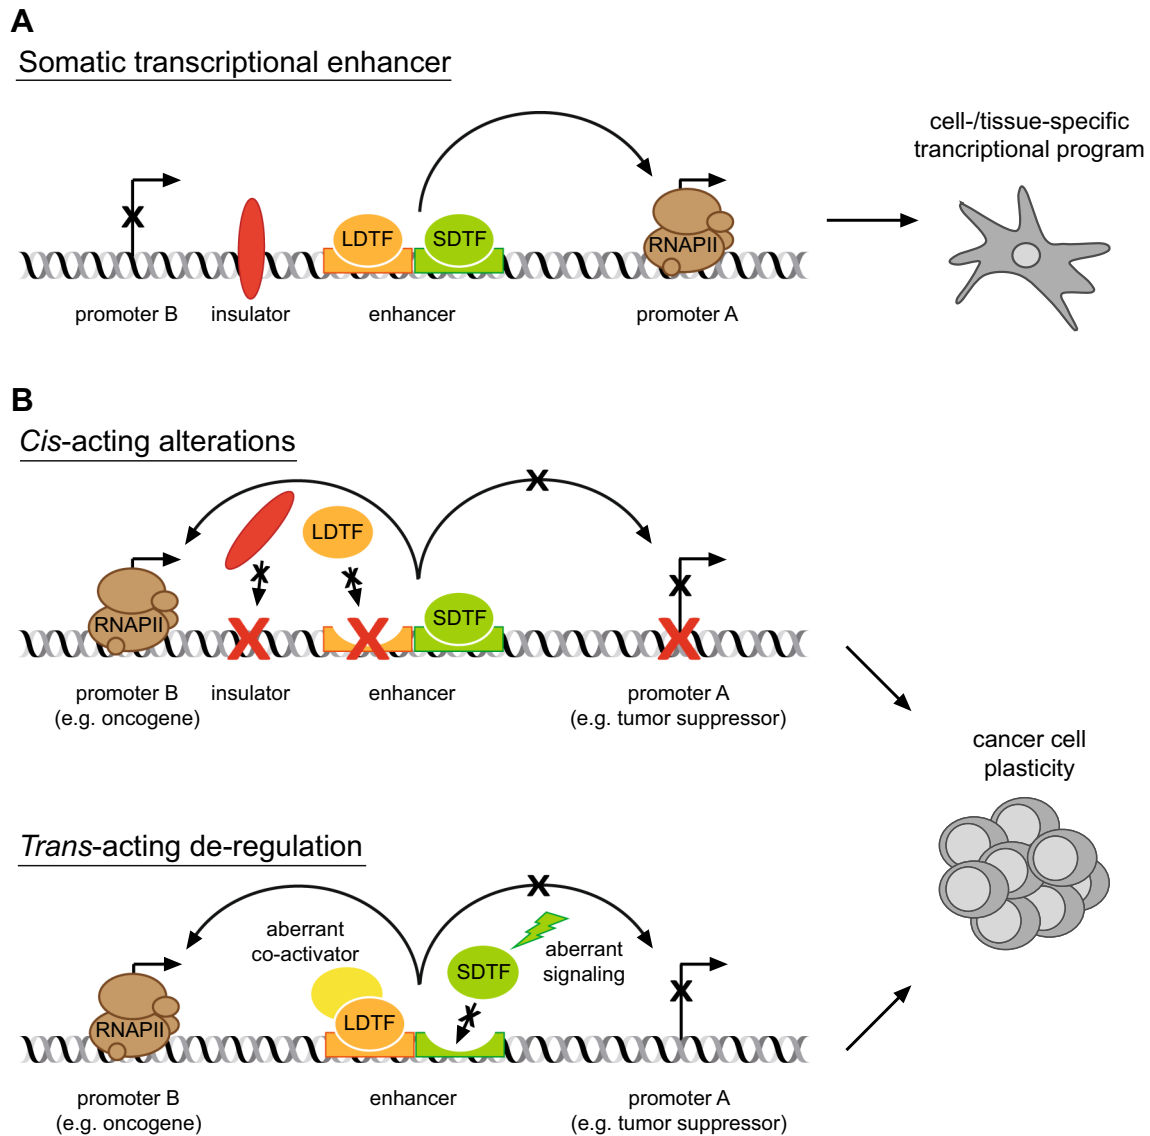 A
Somatic transcriptional enhancer
cell-/tissue-specific
trancriptional program
X
LDTF
SDTF
RNAPII
promoter B
insulator
enhancer
promoter A
B
Cis-acting alterations
X
LDTF
X
X
X
RNAPII
SDTF
X
X
X
promoter B
(e.g. oncogene)
insulator
enhancer
promoter A
(e.g. tumor suppressor)
cancer cell
plasticity
Trans-acting de-regulation
X
aberrant
co-activator
aberrant
signaling
SDTF
X
X
LDTF
RNAPII
promoter B
(e.g. oncogene)
enhancer
promoter A
(e.g. tumor suppressor)